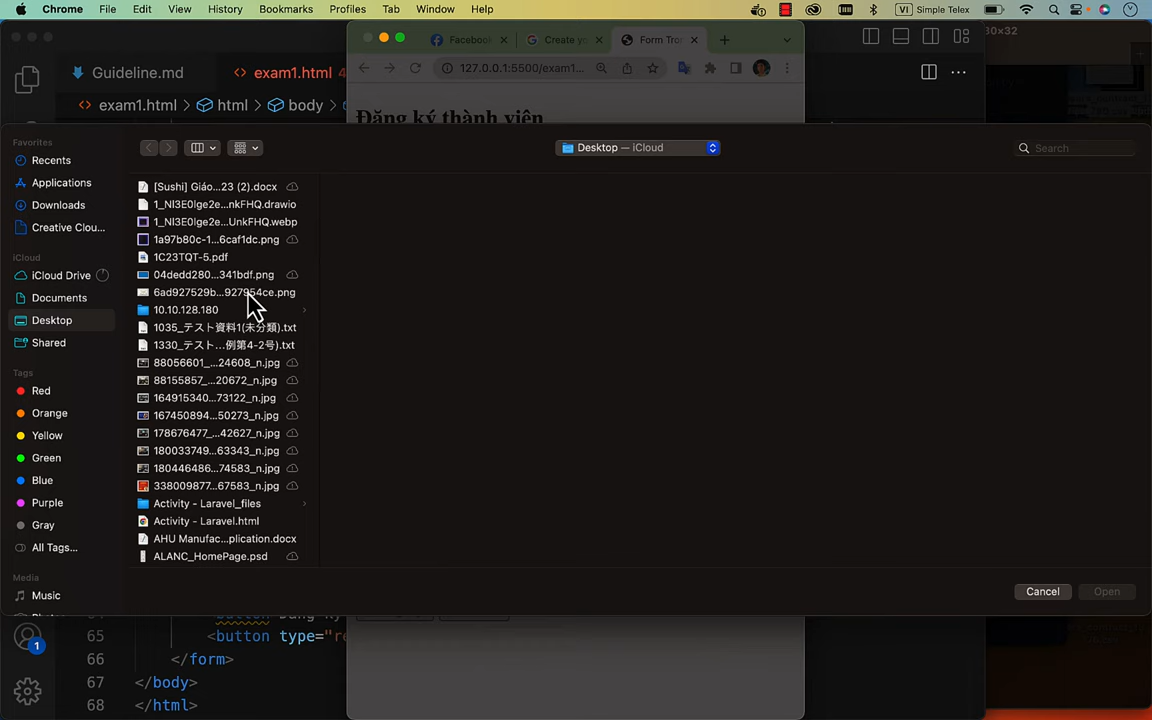 Chrome File Edit View History Bookmarks Profiles Tab Window Help
VI Simple Telex
Guideline.md
exam1.html 4
exam1.html > html > body >
Facebook
Create yo
Form Tro
127.0.0.1:5500/exam1...
Đăng ký thành viên
Desktop — iCloud
Search
Favorites
Recents
Applications
Downloads
Creative Clou...
iCloud
iCloud Drive
Documents
Desktop
Shared
Tags
Red
Orange
Yellow
Green
Blue
Purple
Gray
All Tags...
Media
Music
[Sushi] Giáo...23 (2).docx
1_NI3E0Ige2e...nkFHQ.drawio
1_NI3E0Ige2e...UnkFHQ.webp
1a97b80c-1...6caf1dc.png
1C23TQT-5.pdf
04dedd280...341bdf.png
6ad927529b...927954ce.png
10.10.128.180
1035_テスト資料1(未分類).txt
1330_テスト...例第4-2号).txt
88056601_...24608_n.jpg
88155857_...20672_n.jpg
164915340...73122_n.jpg
167450894...50273_n.jpg
178676477_...42627_n.jpg
180033749...63343_n.jpg
180446486...74583_n.jpg
338009877...67583_n.jpg
Activity - Laravel_files
Activity - Laravel.html
AHU Manufac...plication.docx
ALANC_HomePage.psd
Cancel
Open
1
65 <button type="re
66 </form>
67 </body>
68 </html>